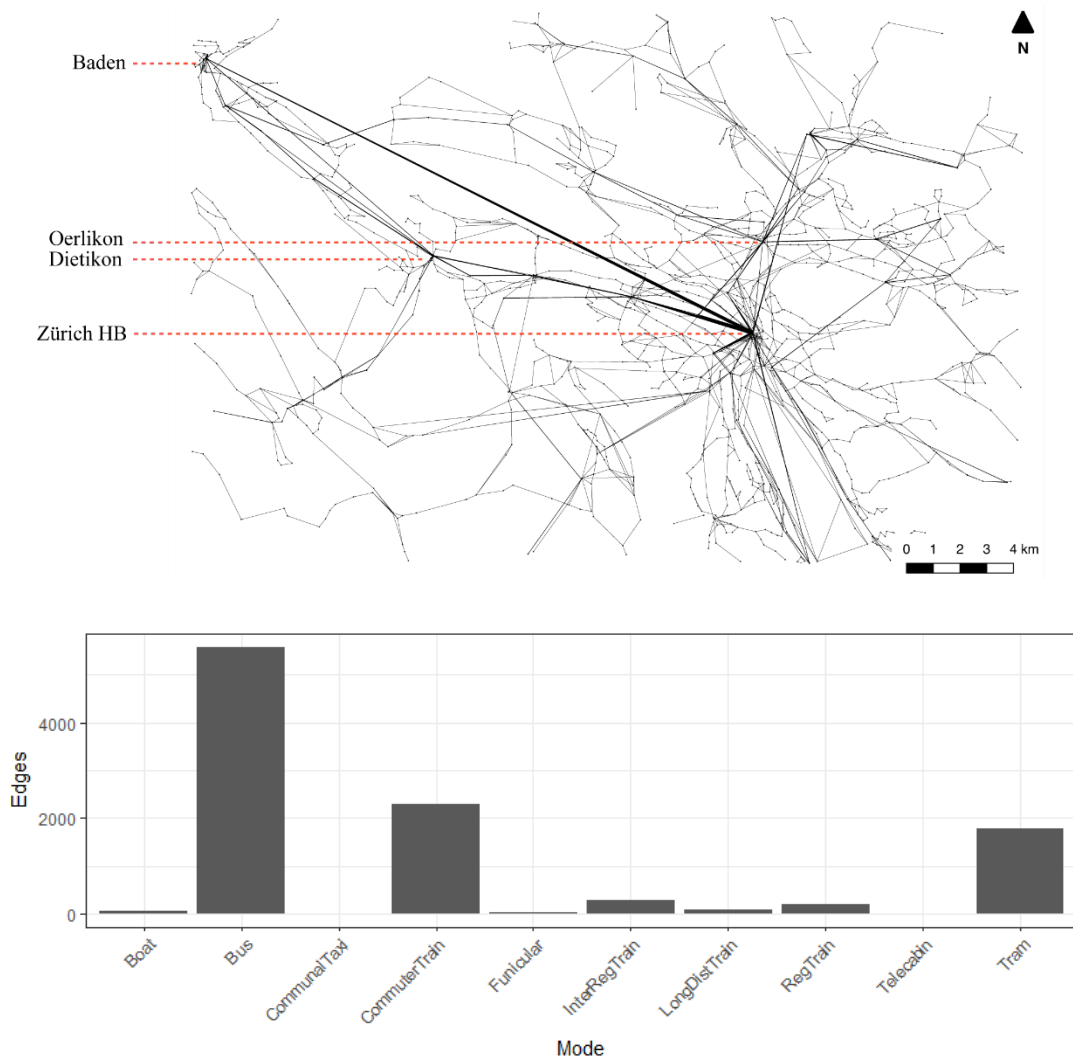 N
Baden
Oerlikon
Dietikon
Zürich HB
0 1 2 3 4 km
Edges
4000
2000
0
Boat
Bus
CommunalTaxi
CommuterTrain
Funicular
InterRegTrain
LongDistTrain
RegTrain
Telecabin
Tram
Mode